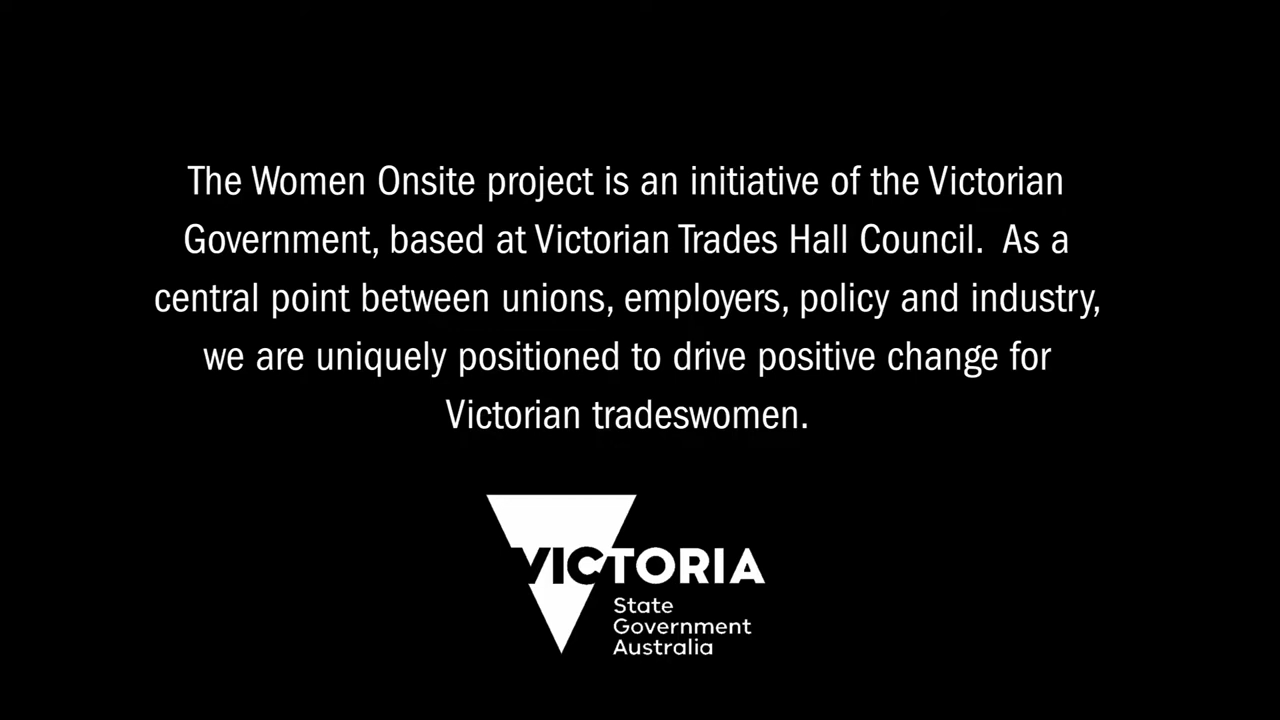 The Women Onsite project is an initiative of the Victorian
Government, based at Victorian Trades Hall Council.  As a
central point between unions, employers, policy and industry,
we are uniquely positioned to drive positive change for
Victorian tradeswomen.
VICTORIA
State
Government
Australia